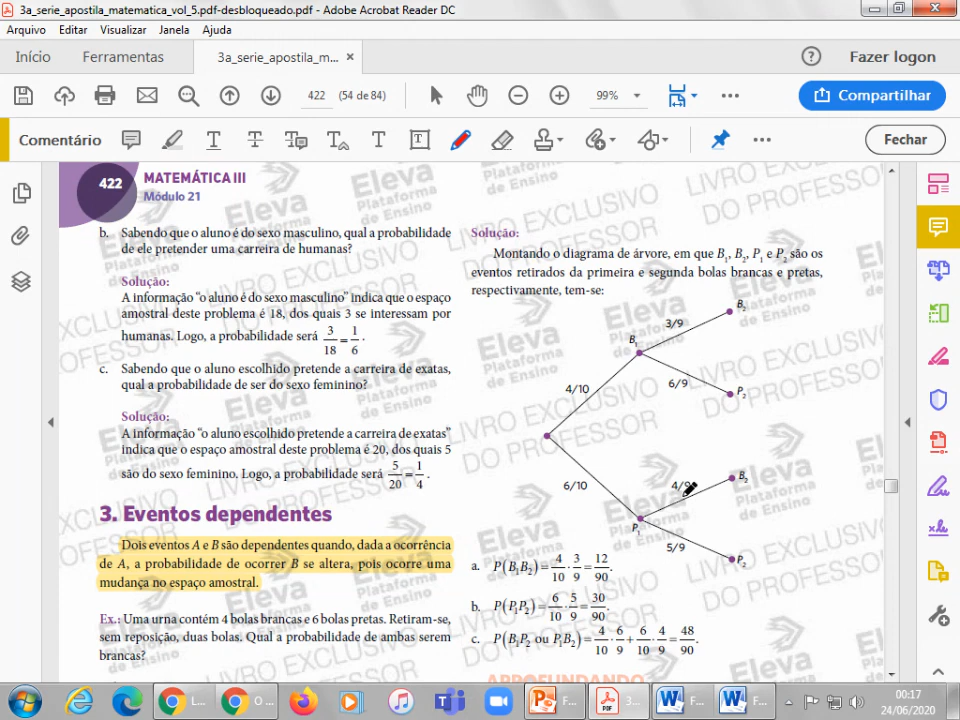 3a_serie_apostila_matematica_vol_5.pdf-desbloqueado.pdf - Adobe Acrobat Reader DC
Arquivo Editar Visualizar Janela Ajuda
Início Ferramentas 3a_serie_apostila_m... × ? Fazer logon
422 (54 de 84) 99% Compartilhar
Comentário Fechar
422 MATEMÁTICA III
Módulo 21
b. Sabendo que o aluno é do sexo masculino, qual a probabilidade
de ele pretender uma carreira de humanas?
Solução:
A informação “o aluno é do sexo masculino” indica que o espaço
amostral deste problema é 18, dos quais 3 se interessam por
humanas. Logo, a probabilidade será 3/18 = 1/6
c. Sabendo que o aluno escolhido pretende a carreira de exatas,
qual a probabilidade de ser do sexo feminino?
Solução:
A informação “o aluno escolhido pretende a carreira de exatas”
indica que o espaço amostral deste problema é 20, dos quais 5
são do sexo feminino. Logo, a probabilidade será 5/20 = 1/4.
3. Eventos dependentes
Dois eventos A e B são dependentes quando, dada a ocorrência
de A, a probabilidade de ocorrer B se altera, pois ocorre uma
mudança no espaço amostral.
Ex.: Uma urna contém 4 bolas brancas e 6 bolas pretas. Retiram-se,
sem reposição, duas bolas. Qual a probabilidade de ambas serem
brancas?
Solução:
Montando o diagrama de árvore, em que B₁, B₂, P₁ e P₂ são os
eventos retirados da primeira e segunda bolas brancas e pretas,
respectivamente, tem-se:
B₂
3/9
B₁
6/9
P₂
4/10
6/10
B₂
4/9
P₁
5/9
P₂
a. P(B₁B₂) = 4/10 · 3/9 = 12/90.
b. P(P₁P₂) = 6/10 · 5/9 = 30/90.
c. P(B₁P₂ ou P₁B₂) = 4/10 · 6/9 + 6/10 · 4/9 = 48/90.
APROFUNDANDO
Eleva
Plataforma
de Ensino
LIVRO EXCLUSIVO
DO PROFESSOR
L... O ... F... 3... F... F...
00:17
24/06/2020